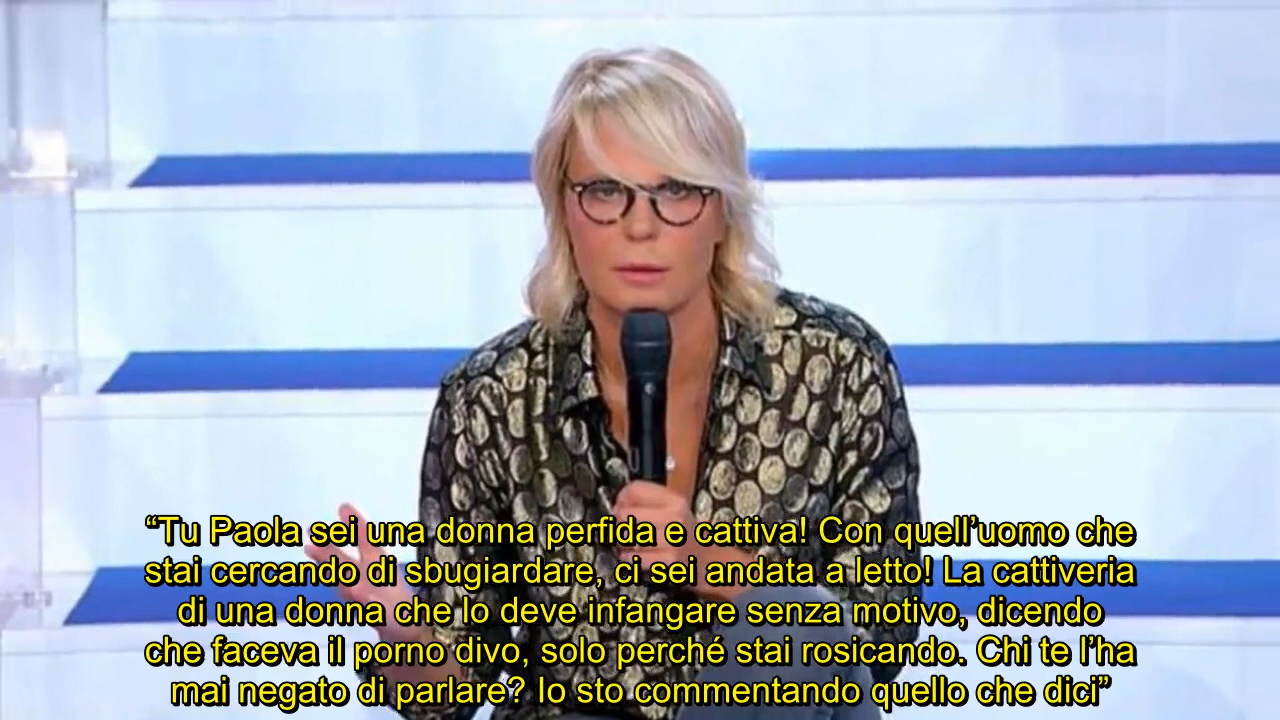 “Tu Paola sei una donna perfida e cattiva! Con quell’uomo che
stai cercando di sbugiardare, ci sei andata a letto! La cattiveria
di una donna che lo deve infangare senza motivo, dicendo
che faceva il porno divo, solo perché stai rosicando. Chi te l’ha
mai negato di parlare? Io sto commentando quello che dici”